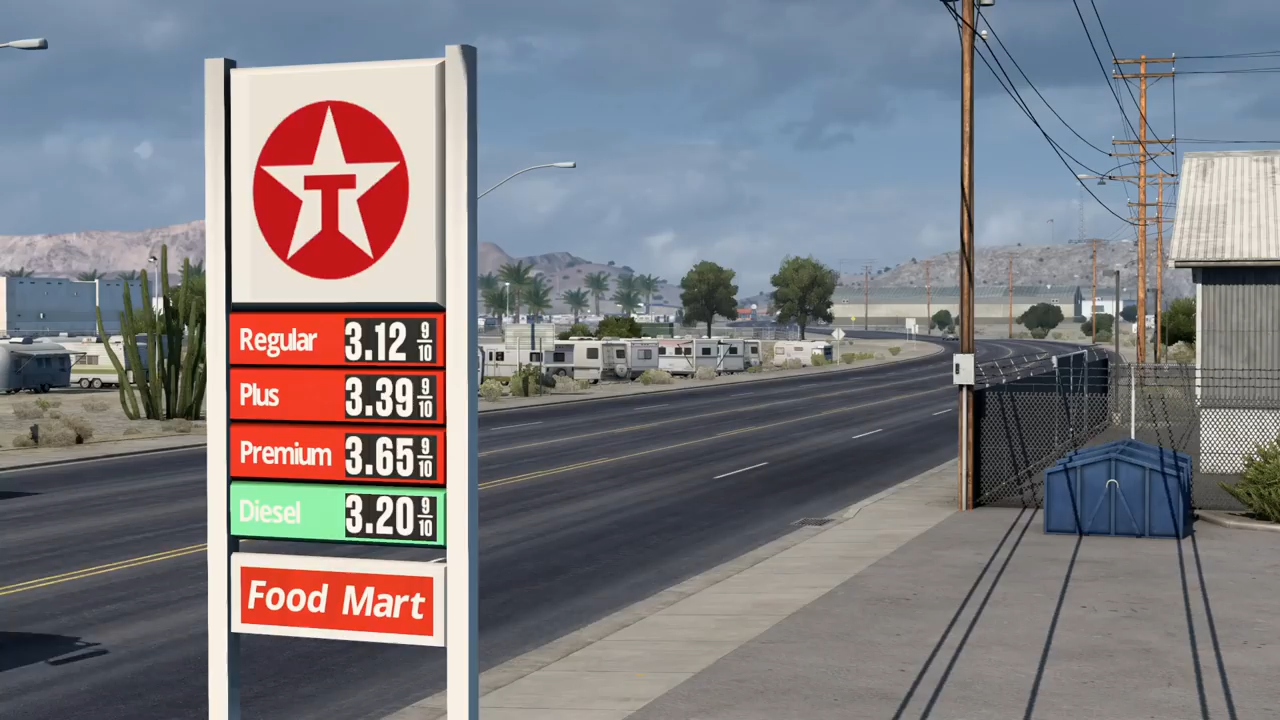 T
Regular 3.12 9/10
Plus 3.39 9/10
Premium 3.65 9/10
Diesel 3.20 9/10
Food Mart